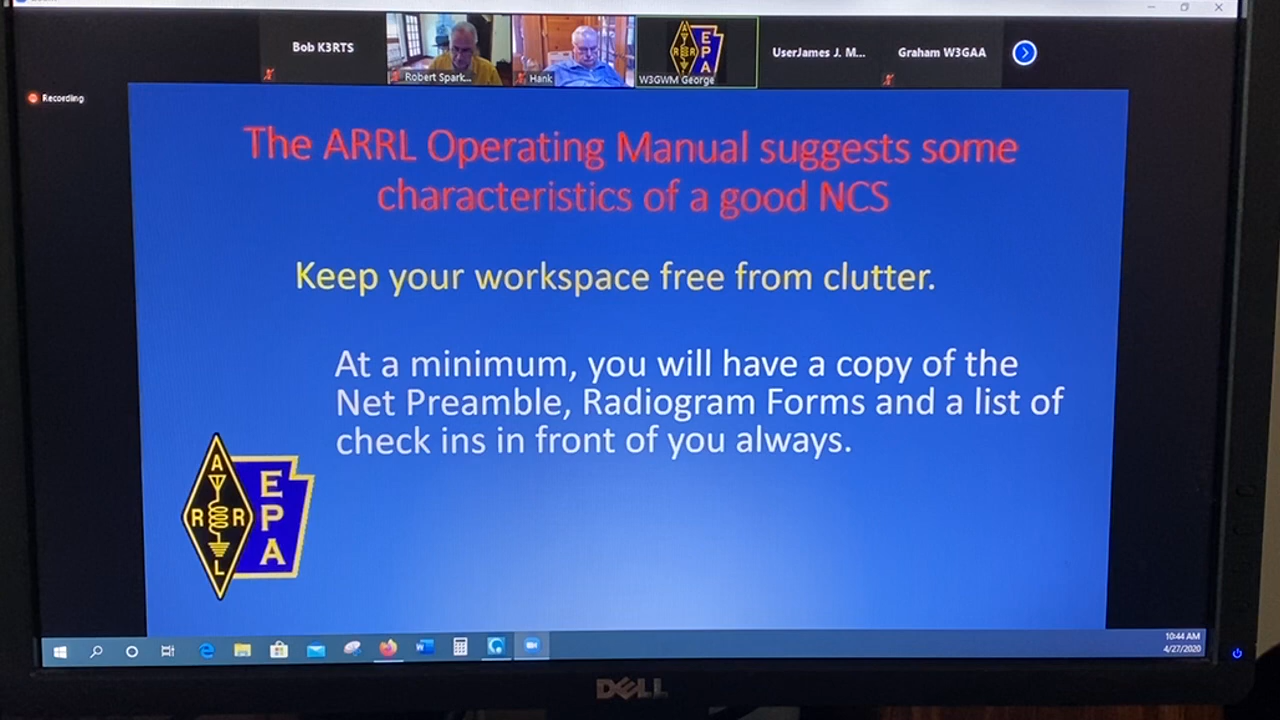 Bob K3RTS
Robert Spark...
Hank
W3GWM George
UserJames J. M...
Graham W3GAA
Recording
The ARRL Operating Manual suggests some
characteristics of a good NCS
Keep your workspace free from clutter.
At a minimum, you will have a copy of the
Net Preamble, Radiogram Forms and a list of
check ins in front of you always.
A
R R
L
E
P
A
10:44 AM
4/27/2020
DELL